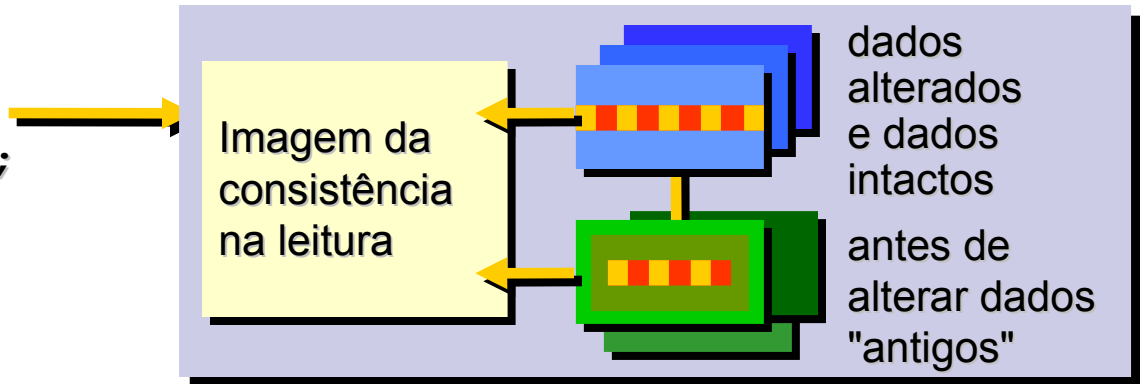 dados
alterados
e dados
intactos
Imagem da
consistência
na leitura
antes de
alterar dados
"antigos"